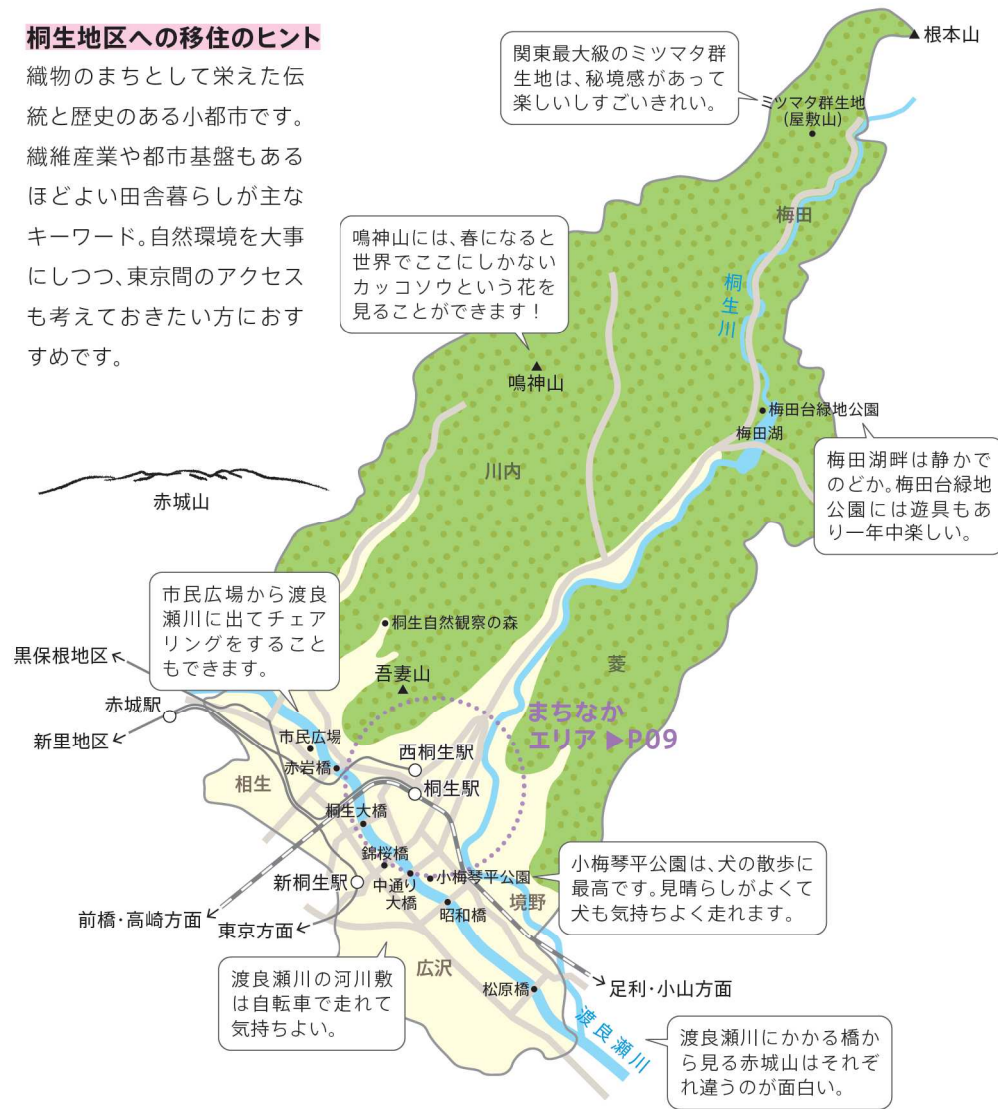 桐生地区への移住のヒント
織物のまちとして栄えた伝
統と歴史のある小都市です。
繊維産業や都市基盤もある
ほどよい田舎暮らしが主な
キーワード。自然環境を大事
にしつつ、東京間のアクセス
も考えておきたい方におす
すめです。
根本山
関東最大級のミツマタ群
生地は、秘境感があって
楽しいしすごいきれい。
ミツマタ群生地
(屋敷山)
梅田
桐生川
鳴神山には、春になると
世界でここにしかない
カッコソウという花を
見ることができます！
鳴神山
梅田台緑地公園
梅田湖
梅田湖畔は静かで
のどか。梅田台緑地
公園には遊具もあ
り一年中楽しい。
川内
赤城山
市民広場から渡良
瀬川に出てチェア
リングをすること
もできます。
桐生自然観察の森
菱
吾妻山
黒保根地区
赤城駅
新里地区
まちなか
エリア ▶P09
市民広場
赤岩橋
西桐生駅
桐生駅
相生
桐生大橋
錦桜橋
新桐生駅
中通り
大橋
小梅琴平公園
昭和橋
境野
小梅琴平公園は、犬の散歩に
最高です。見晴らしがよくて
犬も気持ちよく走れます。
前橋・高崎方面
東京方面
広沢
渡良瀬川の河川敷
は自転車で走れて
気持ちよい。
松原橋
足利・小山方面
渡良瀬川
渡良瀬川にかかる橋か
ら見る赤城山はそれぞ
れ違うのが面白い。